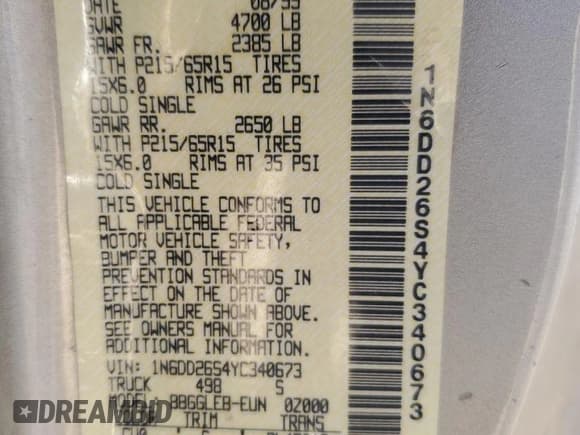 DATE 08/99
GVWR 4700 LB
GAWR FR. 2385 LB
WITH P215/65R15 TIRES
15X6.0 RIMS AT 26 PSI
COLD SINGLE
GAWR RR. 2650 LB
WITH P215/65R15 TIRES
15X6.0 RIMS AT 35 PSI
COLD SINGLE
THIS VEHICLE CONFORMS TO
ALL APPLICABLE FEDERAL
MOTOR VEHICLE SAFETY,
BUMPER AND THEFT
PREVENTION STANDARDS IN
EFFECT ON THE DATE OF
MANUFACTURE SHOWN ABOVE.
SEE OWNERS MANUAL FOR
ADDITIONAL INFORMATION
VIN: 1N6DD26S4YC340673
TRUCK 498 S
BBGGLEB-EUN 0Z000
TRIM TRANS
1N6DD26S4YC340673
DREAMBID